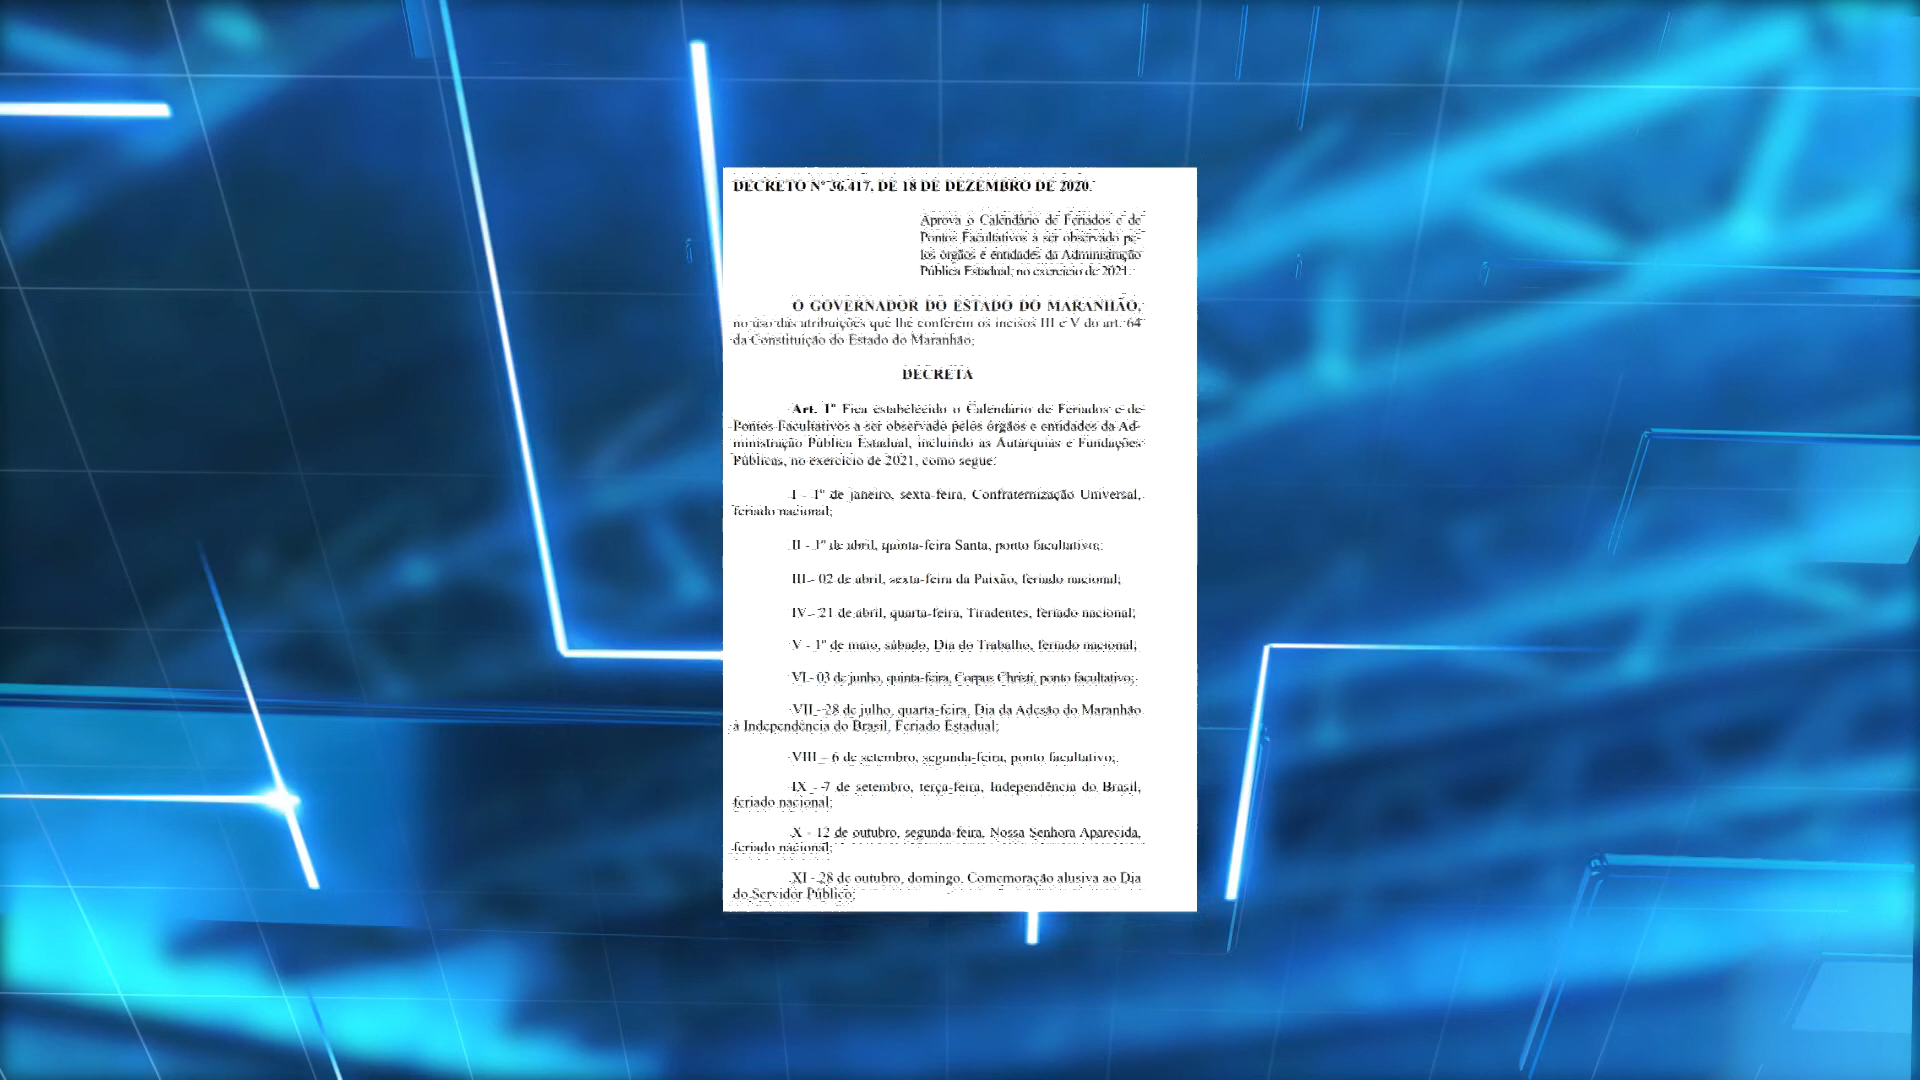 DECRETO Nº 36.417, DE 18 DE DEZEMBRO DE 2020.
Aprova o Calendário de Feriados e de
Pontos Facultativos a ser observado pe-
los órgãos e entidades da Administração
Pública Estadual, no exercício de 2021.
O GOVERNADOR DO ESTADO DO MARANHÃO,
no uso das atribuições que lhe conferem os incisos III e V do art. 64
da Constituição do Estado do Maranhão;
DECRETA
Art. 1º Fica estabelecido o Calendário de Feriados e de
Pontos Facultativos a ser observado pelos órgãos e entidades da Ad-
ministração Pública Estadual, incluindo as Autarquias e Fundações
Públicas, no exercício de 2021, como segue:
I - 1º de janeiro, sexta-feira, Confraternização Universal,
feriado nacional;
II - 1º de abril, quinta-feira Santa, ponto facultativo;
III - 02 de abril, sexta-feira da Paixão, feriado nacional;
IV - 21 de abril, quarta-feira, Tiradentes, feriado nacional;
V - 1º de maio, sábado, Dia do Trabalho, feriado nacional;
VI - 03 de junho, quinta-feira, Corpus Christi, ponto facultativo;
VII - 28 de julho, quarta-feira, Dia da Adesão do Maranhão
à Independência do Brasil, Feriado Estadual;
VIII – 6 de setembro, segunda-feira, ponto facultativo;
IX - 7 de setembro, terça-feira, Independência do Brasil,
feriado nacional;
X - 12 de outubro, segunda-feira, Nossa Senhora Aparecida,
feriado nacional;
XI - 28 de outubro, domingo, Comemoração alusiva ao Dia
do Servidor Público;